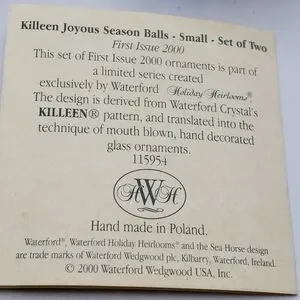 Killeen Joyous Season Balls - Small - Set of Two
First Issue 2000
This set of First Issue 2000 ornaments is part of
a limited series created
exclusively by Waterford Holiday Heirlooms®
The design is derived from Waterford Crystal's
KILLEEN® pattern, and translated into the
technique of mouth blown, hand decorated
glass ornaments.
115954
WHH
Hand made in Poland.
Waterford®, Waterford Holiday Heirlooms® and the Sea Horse design
are trade marks of Waterford Wedgwood plc, Kilbarry, Waterford, Ireland.
© 2000 Waterford Wedgwood USA, Inc.